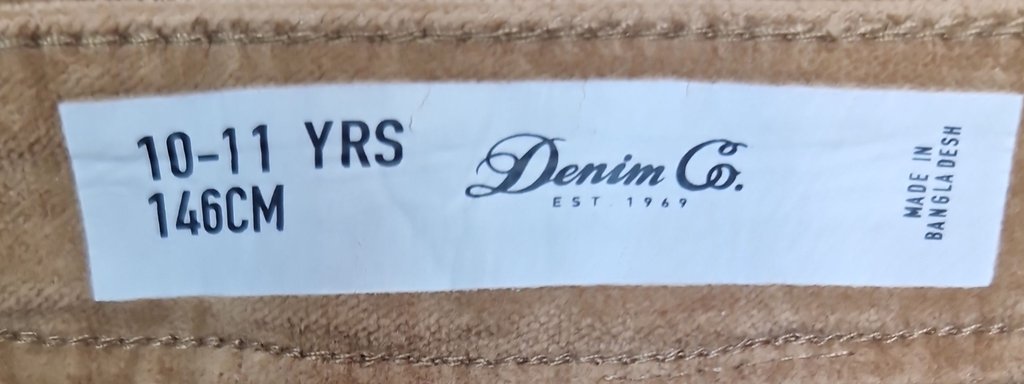 10-11 YRS
146CM
Denim Co.
EST. 1969
MADE IN
BANGLADESH